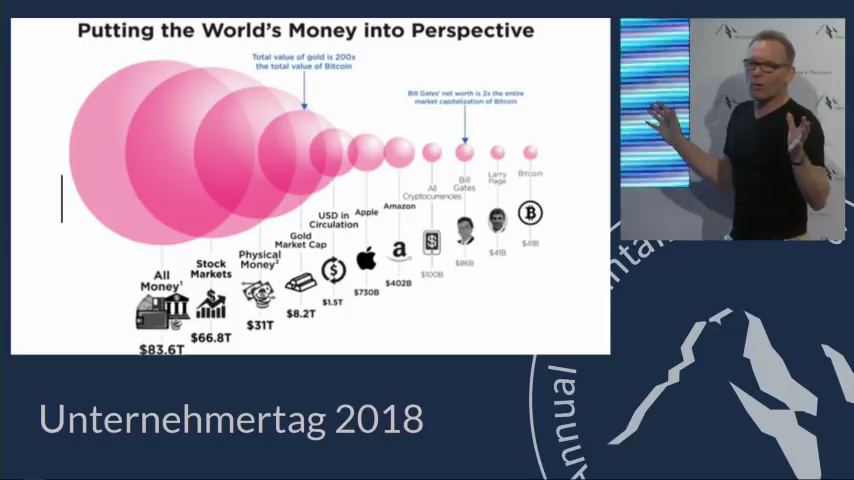 Putting the World's Money into Perspective
Total value of gold is 200x
the total value of Bitcoin
Bill Gates' net worth is 2x the entire
market capitalization of Bitcoin
All
Money¹
$83.6T
Stock
Markets
$66.8T
Physical
Money²
$31T
Gold
Market Cap
$8.2T
USD in
Circulation
$1.5T
Apple
$730B
Amazon
a
$402B
All
Cryptocurrencies
$100B
Bill
Gates
$86B
Larry
Page
$41B
Bitcoin
$41B
Unternehmertag 2018
Annual